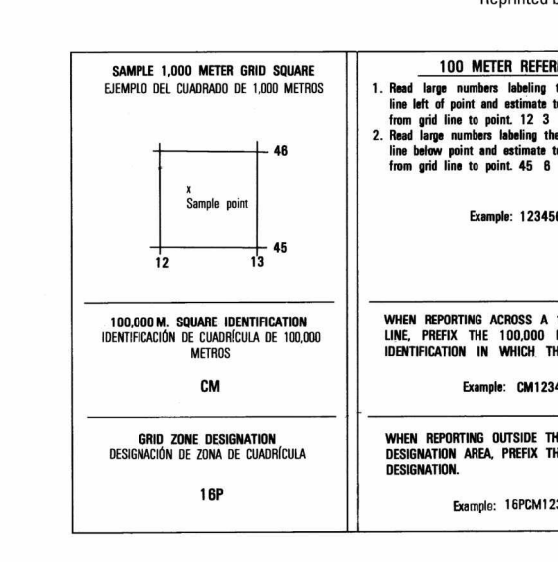 SAMPLE 1,000 METER GRID SQUARE
EJEMPLO DEL CUADRADO DE 1,000 METROS
46
x
Sample point
45
12 13
100,000 M. SQUARE IDENTIFICATION
IDENTIFICACIÓN DE CUADRÍCULA DE 100,000
METROS
CM
GRID ZONE DESIGNATION
DESIGNACIÓN DE ZONA DE CUADRÍCULA
16P
100 METER
1. Read large numbers labeling
line left of point and estimate
from grid line to point. 12 3
2. Read large numbers labeling the
line below point and estimate
from grid line to point. 45 6
Example:
WHEN REPORTING ACROSS A
LINE, PREFIX THE 100,000
IDENTIFICATION IN WHICH
Example:
WHEN REPORTING OUTSIDE
DESIGNATION AREA, PREFIX
DESIGNATION.
Example: